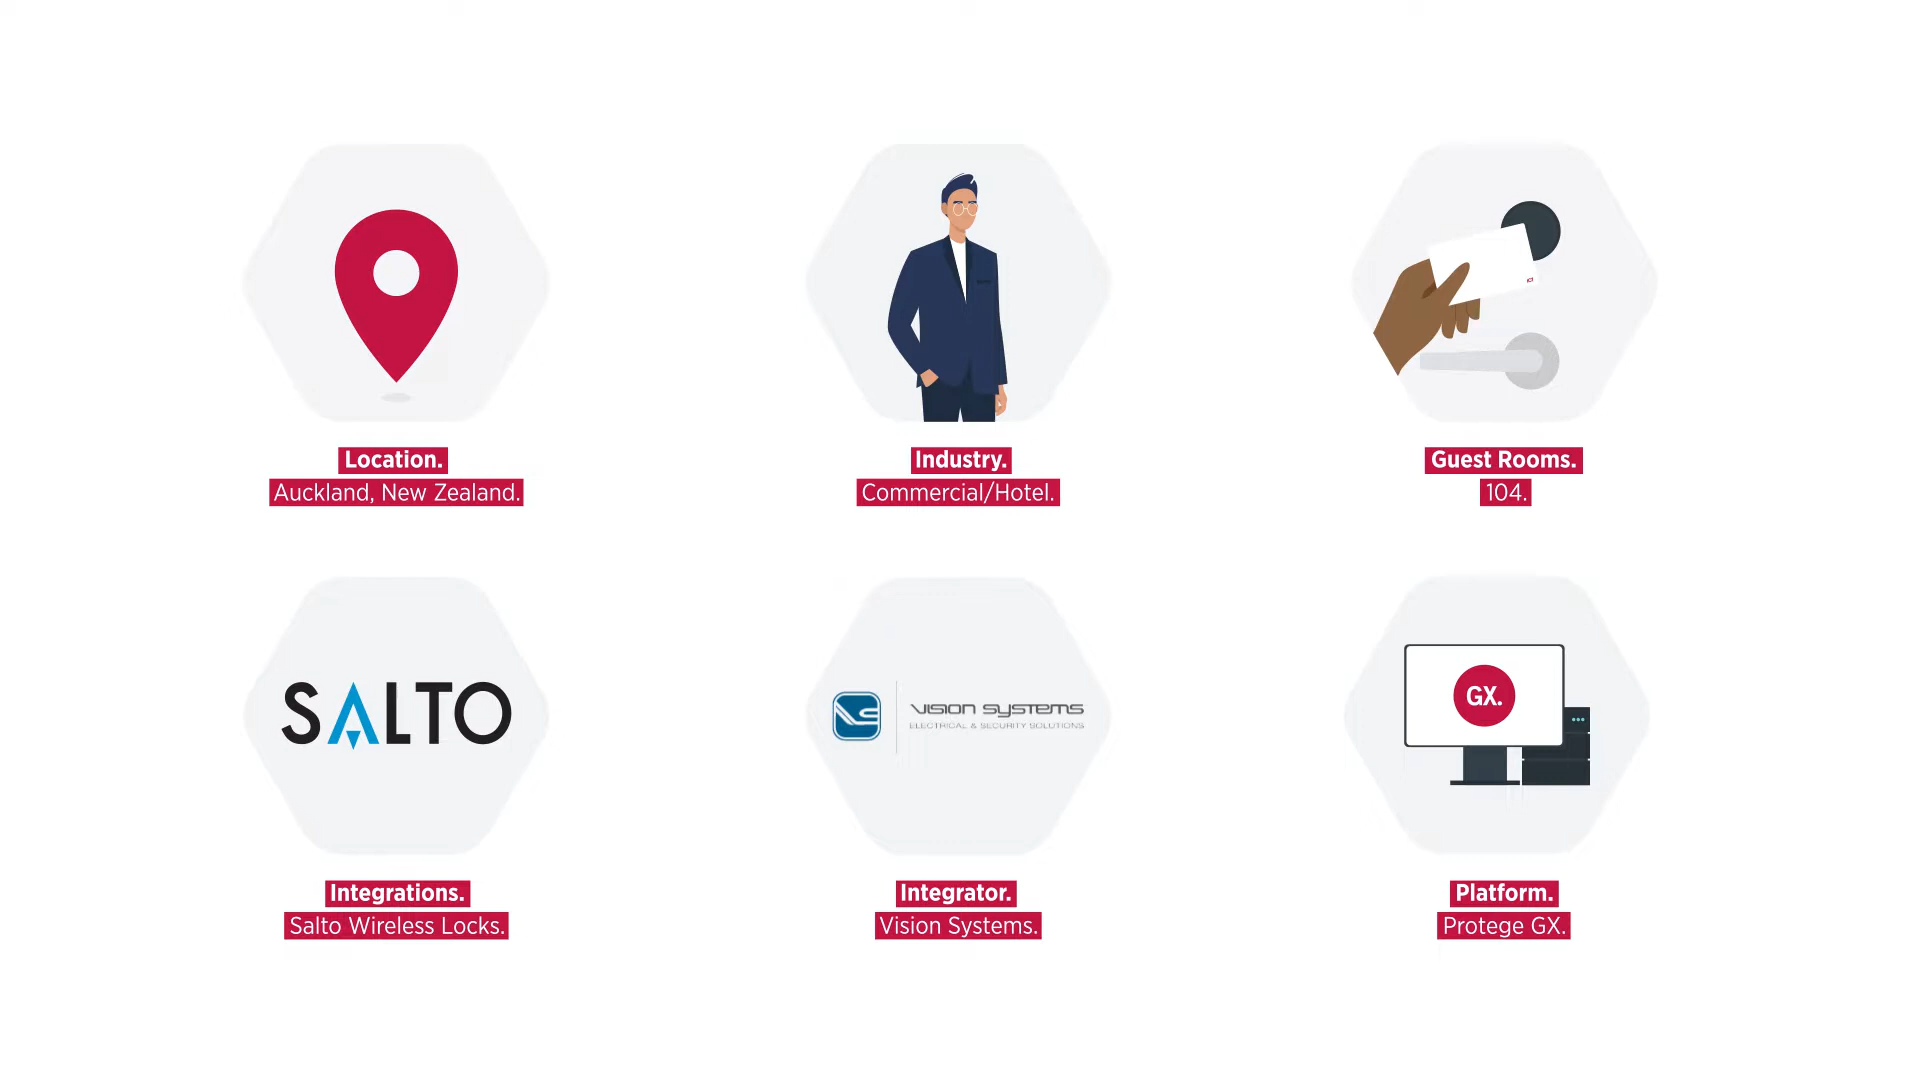 Location.
Auckland, New Zealand.
Industry.
Commercial/Hotel.
Guest Rooms.
104.
SALTO
Integrations.
Salto Wireless Locks.
VISION SYSTEMS
ELECTRICAL & SECURITY SOLUTIONS
Integrator.
Vision Systems.
GX.
Platform.
Protege GX.